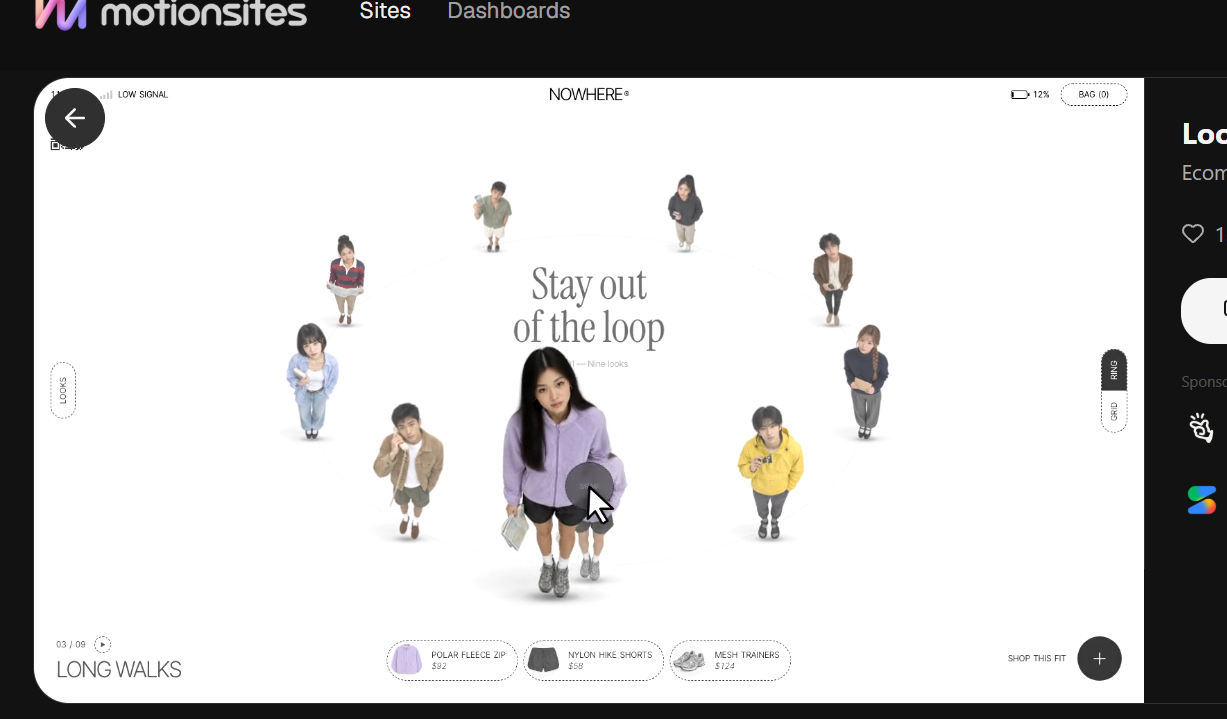 motionsites
Sites
Dashboards
LOW SIGNAL
NOWHERE®
12%
BAG (0)
Stay out
of the loop
— Nine looks
LOOKS
RING
GRID
03 / 09
LONG WALKS
POLAR FLEECE ZIP
$92
NYLON HIKE SHORTS
$58
MESH TRAINERS
$124
SHOP THIS FIT